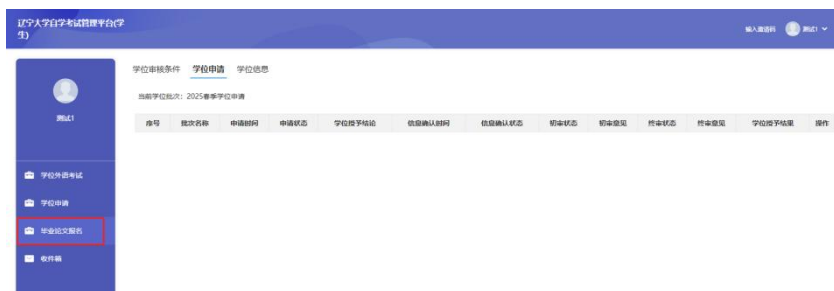 辽宁大学自学考试管理平台(学
生)
输入邀请码
测试1
测试1
学位外语考试
学位申请
毕业论文报名
收件箱
学位审核条件 学位申请 学位信息
当前学位批次：2025春季学位申请
序号 批次名称 申请时间 申请状态 学位授予结论 信息确认时间 信息确认状态 初审状态 初审意见 终审状态 终审意见 学位授予结果 操作